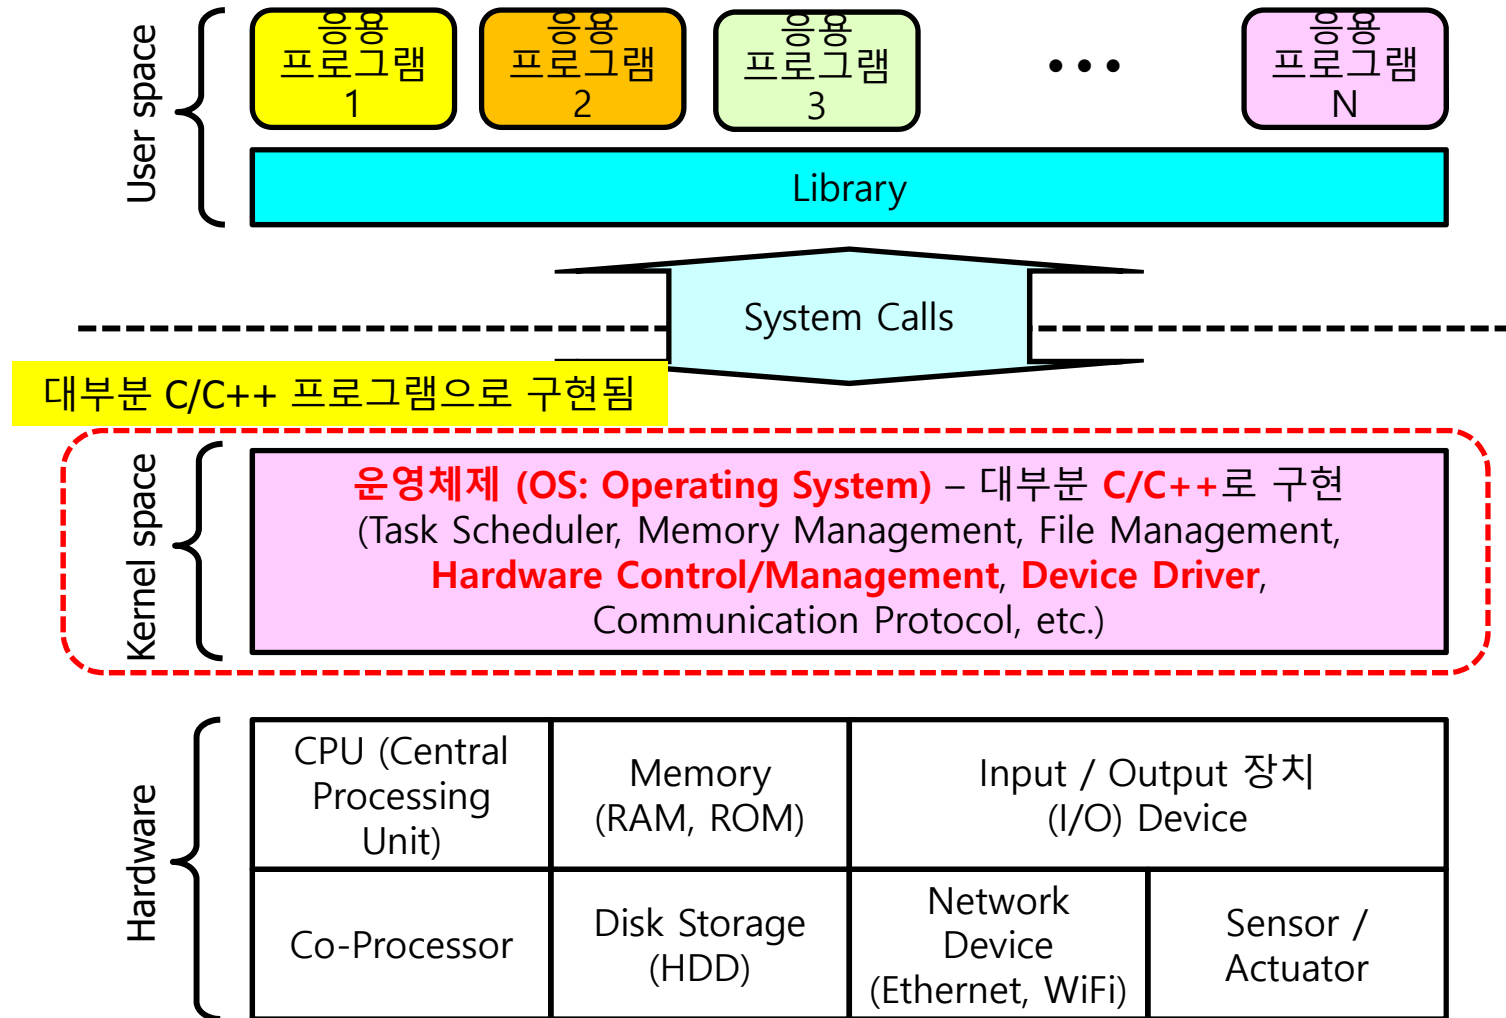 User space
응용
프로그램
1
응용
프로그램
2
응용
프로그램
3
•••
응용
프로그램
N
Library
System Calls
대부분 C/C++ 프로그램으로 구현됨
Kernel space
운영체제 (OS: Operating System) – 대부분 C/C++로 구현
(Task Scheduler, Memory Management, File Management,
Hardware Control/Management, Device Driver,
Communication Protocol, etc.)
Hardware
CPU (Central
Processing
Unit)
Memory
(RAM, ROM)
Input / Output 장치
(I/O) Device
Co-Processor
Disk Storage
(HDD)
Network
Device
(Ethernet, WiFi)
Sensor /
Actuator